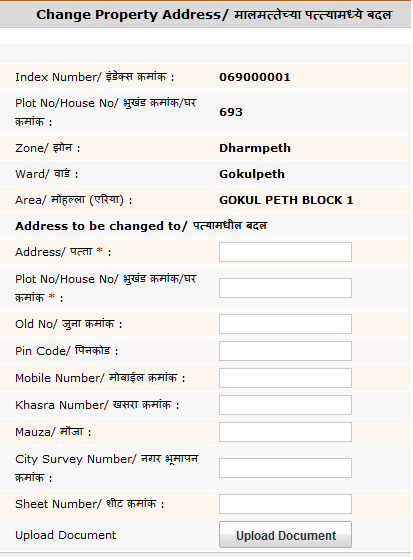 Change Property Address/ मालमत्तेच्या पत्त्यामध्ये बदल
Index Number/ इंडेक्स क्रमांक : 069000001
Plot No/House No/ भुखंड क्रमांक/घर
क्रमांक : 693
Zone/ झोन : Dharmpeth
Ward/ वार्ड : Gokulpeth
Area/ मोहल्ला (एरिया) : GOKUL PETH BLOCK 1
Address to be changed to/ पत्यामधील बदल
Address/ पत्ता * :
Plot No/House No/ भुखंड क्रमांक/घर
क्रमांक * :
Old No/ जुना क्रमांक :
Pin Code/ पिनकोड :
Mobile Number/ मोबाईल क्रमांक :
Khasra Number/ खसरा क्रमांक :
Mauza/ मौजा :
City Survey Number/ नगर भूमापन
क्रमांक :
Sheet Number/ शीट क्रमांक :
Upload Document Upload Document